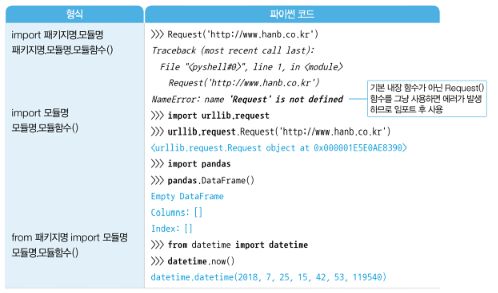 형식
파이썬 코드
import 패키지명.모듈명
패키지명.모듈명.모듈함수()
>>> Request('http://www.hanb.co.kr')
Traceback (most recent call last):
File "<pyshell#0>", line 1, in <module>
Request('http://www.hanb.co.kr')
NameError: name 'Request' is not defined
기본 내장 함수가 아닌 Request()
함수를 그냥 사용하면 에러가 발생
하므로 임포트 후 사용
import 모듈명
모듈명.모듈함수()
>>> import urllib.request
>>> urllib.request.Request('http://www.hanb.co.kr')
<urllib.request.Request object at 0x000001E5E0AE8390>
>>> import pandas
>>> pandas.DataFrame()
Empty DataFrame
Columns: []
Index: []
from 패키지명 import 모듈명
모듈명.모듈함수()
>>> from datetime import datetime
>>> datetime.now()
datetime.datetime(2018, 7, 25, 15, 42, 53, 119540)